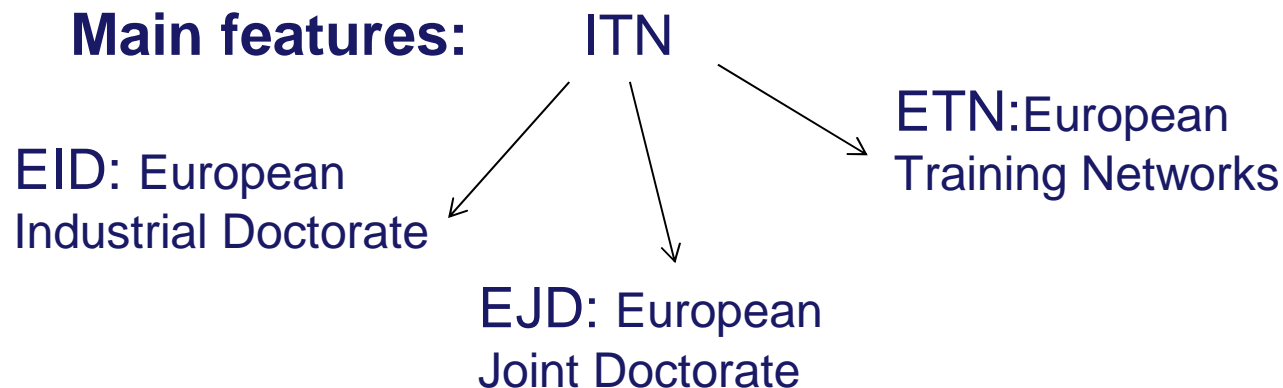 Main features: ITN
ETN:European
Training Networks
EID: European
Industrial Doctorate
EJD: European
Joint Doctorate